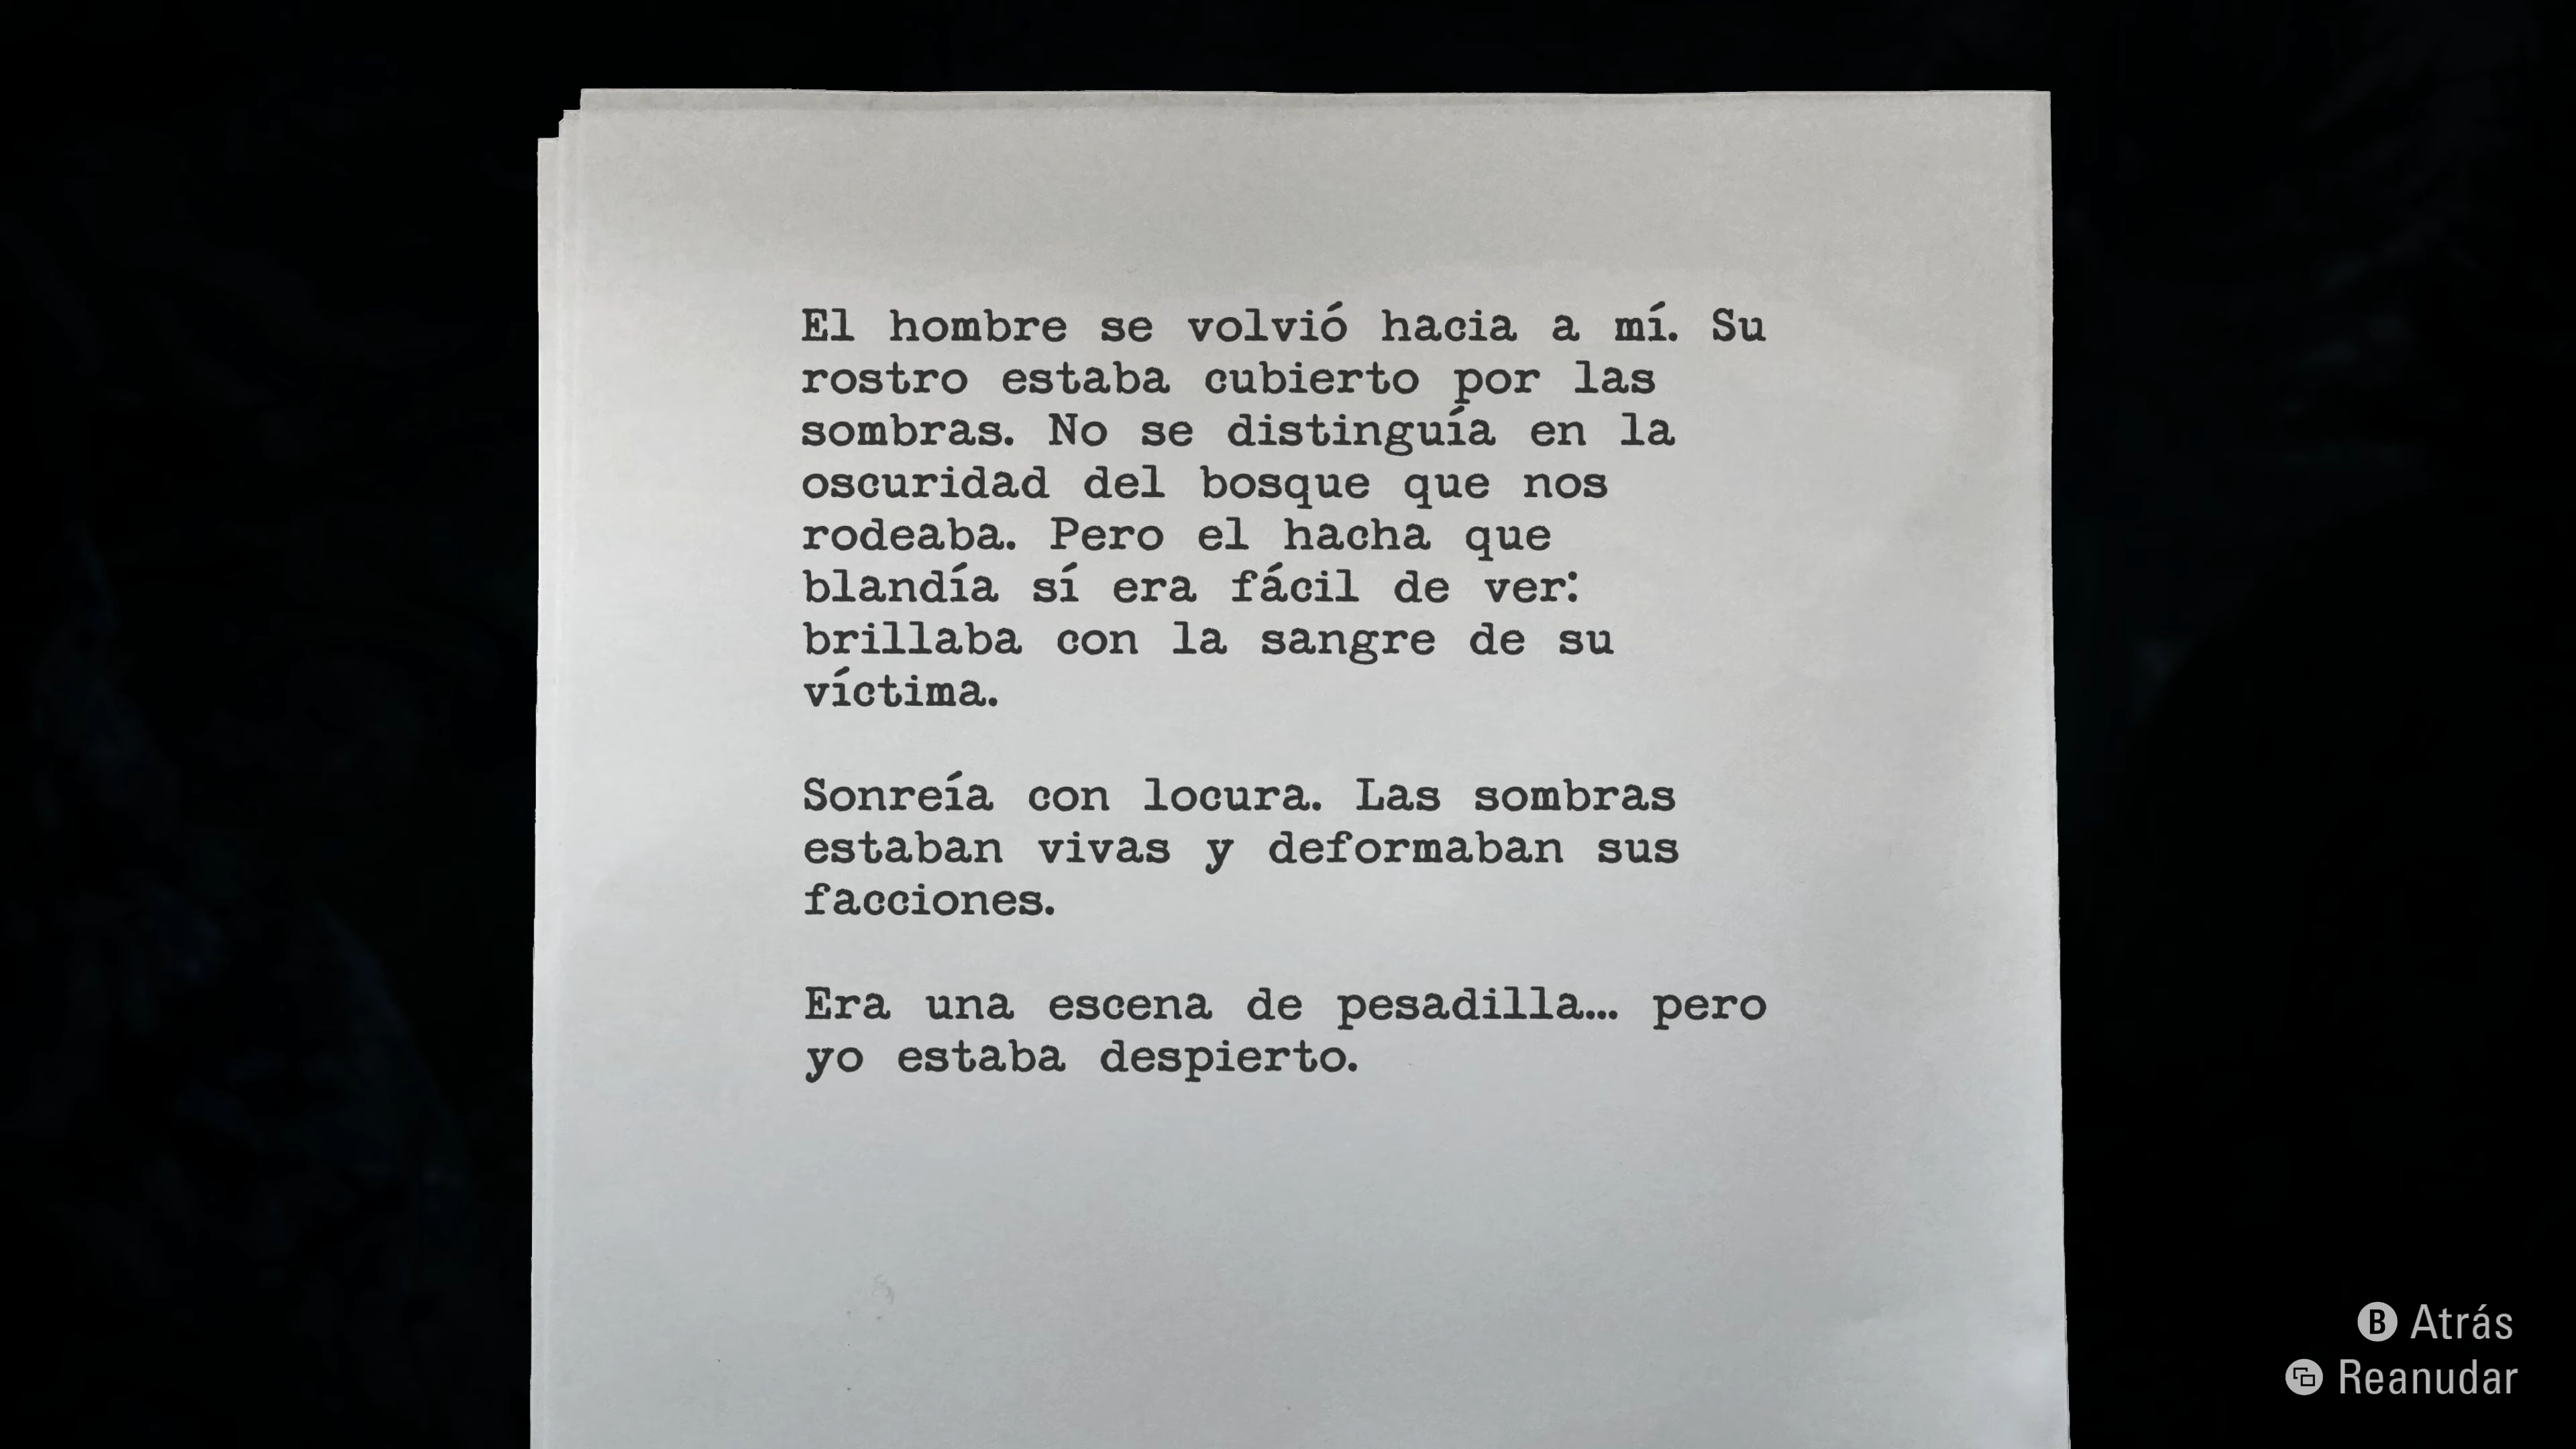 El hombre se volvió hacia a mí. Su
rostro estaba cubierto por las
sombras. No se distinguía en la
oscuridad del bosque que nos
rodeaba. Pero el hacha que
blandía sí era fácil de ver:
brillaba con la sangre de su
víctima.
Sonreía con locura. Las sombras
estaban vivas y deformaban sus
facciones.
Era una escena de pesadilla... pero
yo estaba despierto.
B Atrás
Reanudar